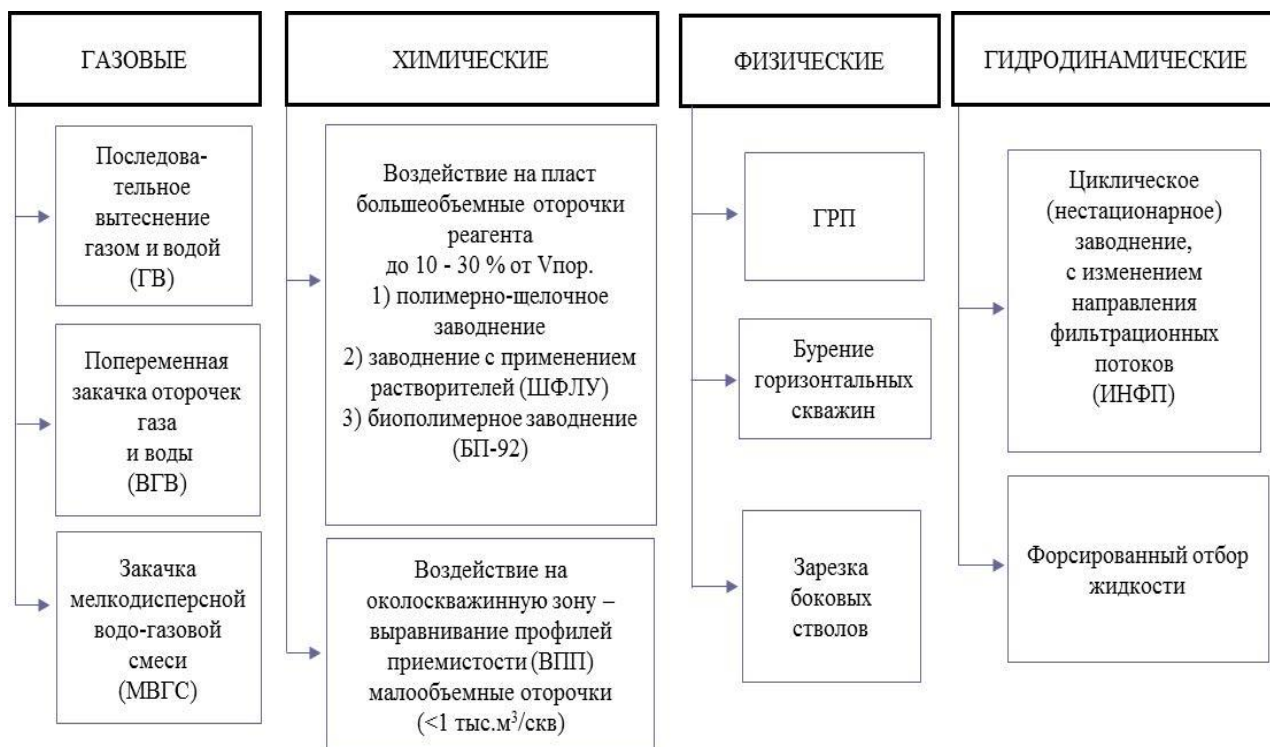 ГАЗОВЫЕ
Последова-
тельное
вытеснение
газом и водой
(ГВ)
Попеременная
закачка оторочек
газа
и воды
(ВГВ)
Закачка
мелкодисперсной
водо-газовой
смеси
(МВГС)
ХИМИЧЕСКИЕ
Воздействие на пласт
большеобъемные оторочки
реагента
до 10 - 30 % от Vпор.
1) полимерно-щелочное
заводнение
2) заводнение с применением
растворителей (ШФЛУ)
3) биополимерное заводнение
(БП-92)
Воздействие на
околоскважинную зону –
выравнивание профилей
приемистости (ВПП)
малообъемные оторочки
(<1 тыс.м³/скв)
ФИЗИЧЕСКИЕ
ГРП
Бурение
горизонтальных
скважин
Зарезка
боковых
стволов
ГИДРОДИНАМИЧЕСКИЕ
Циклическое
(нестационарное)
заводнение,
с изменением
направления
фильтрационных
потоков
(ИНФП)
Форсированный отбор
жидкости